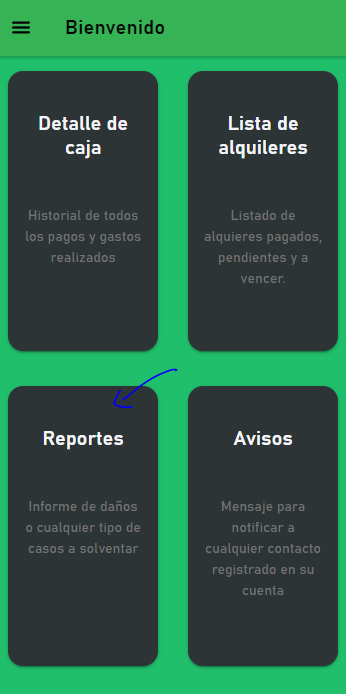 Bienvenido
Detalle de
caja
Historial de todos
los pagos y gastos
realizados
Lista de
alquileres
Listado de
alquieres pagados,
pendientes y a
vencer.
Reportes
Informe de daños
o cualquier tipo de
casos a solventar
Avisos
Mensaje para
notificar a
cualquier contacto
registrado en su
cuenta